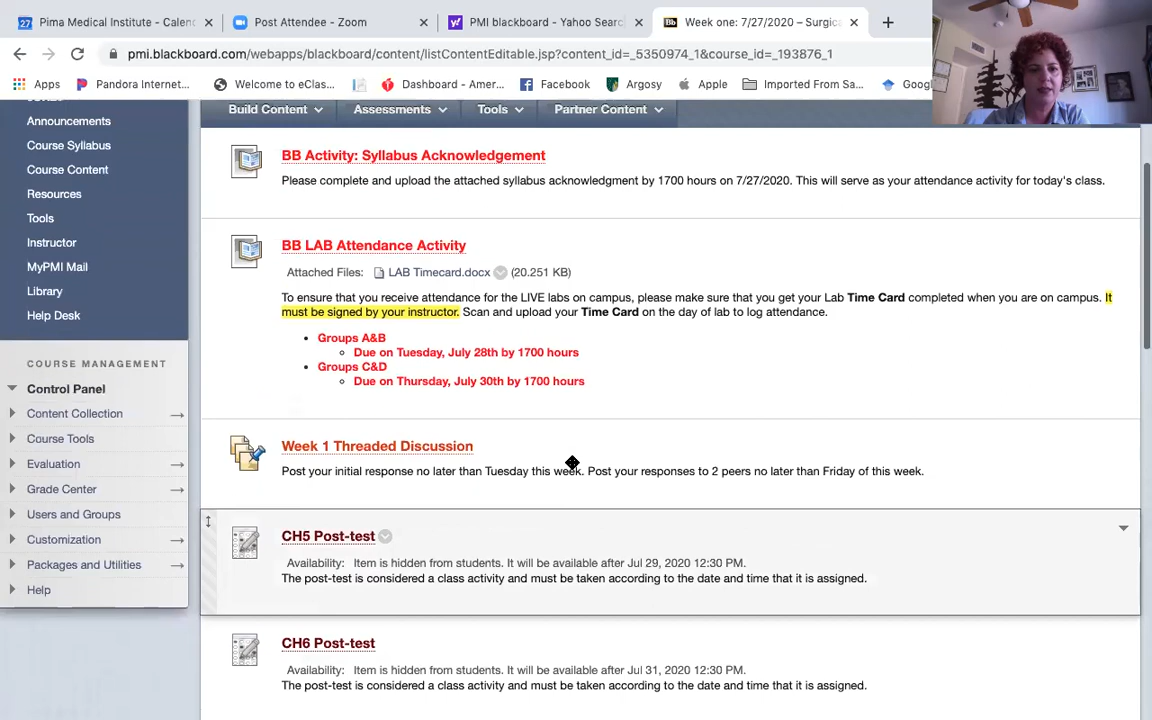 27 Pima Medical Institute - Calen
Post Attendee - Zoom
PMI blackboard - Yahoo Searc
Bb Week one: 7/27/2020 – Surgica
pmi.blackboard.com/webapps/blackboard/content/listContentEditable.jsp?content_id=_5350974_1&course_id=_193876_1
Apps
Pandora Internet...
Welcome to eClas...
Dashboard - Amer...
Facebook
Argosy
Apple
Imported From Sa...
Googl
Build Content
Assessments
Tools
Partner Content
Announcements
Course Syllabus
Course Content
Resources
Tools
Instructor
MyPMI Mail
Library
Help Desk
COURSE MANAGEMENT
Control Panel
Content Collection
Course Tools
Evaluation
Grade Center
Users and Groups
Customization
Packages and Utilities
Help
BB Activity: Syllabus Acknowledgement
Please complete and upload the attached syllabus acknowledgment by 1700 hours on 7/27/2020. This will serve as your attendance activity for today's class.
BB LAB Attendance Activity
Attached Files: LAB Timecard.docx (20.251 KB)
To ensure that you receive attendance for the LIVE labs on campus, please make sure that you get your Lab Time Card completed when you are on campus. It
must be signed by your instructor. Scan and upload your Time Card on the day of lab to log attendance.
• Groups A&B
Due on Tuesday, July 28th by 1700 hours
• Groups C&D
Due on Thursday, July 30th by 1700 hours
Week 1 Threaded Discussion
Post your initial response no later than Tuesday this week. Post your responses to 2 peers no later than Friday of this week.
CH5 Post-test
Availability: Item is hidden from students. It will be available after Jul 29, 2020 12:30 PM.
The post-test is considered a class activity and must be taken according to the date and time that it is assigned.
CH6 Post-test
Availability: Item is hidden from students. It will be available after Jul 31, 2020 12:30 PM.
The post-test is considered a class activity and must be taken according to the date and time that it is assigned.